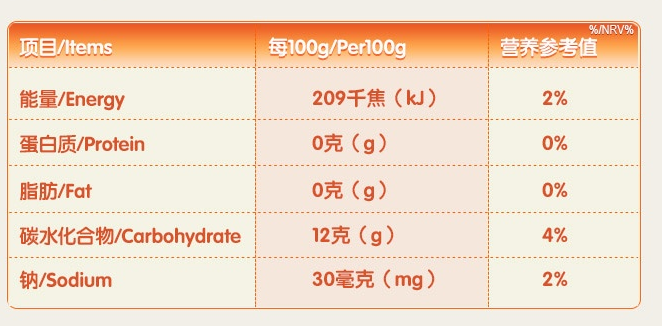 项目/Items 每100g/Per100g 营养参考值%/NRV%
能量/Energy 209千焦（kJ） 2%
蛋白质/Protein 0克（g） 0%
脂肪/Fat 0克（g） 0%
碳水化合物/Carbohydrate 12克（g） 4%
钠/Sodium 30毫克（mg） 2%